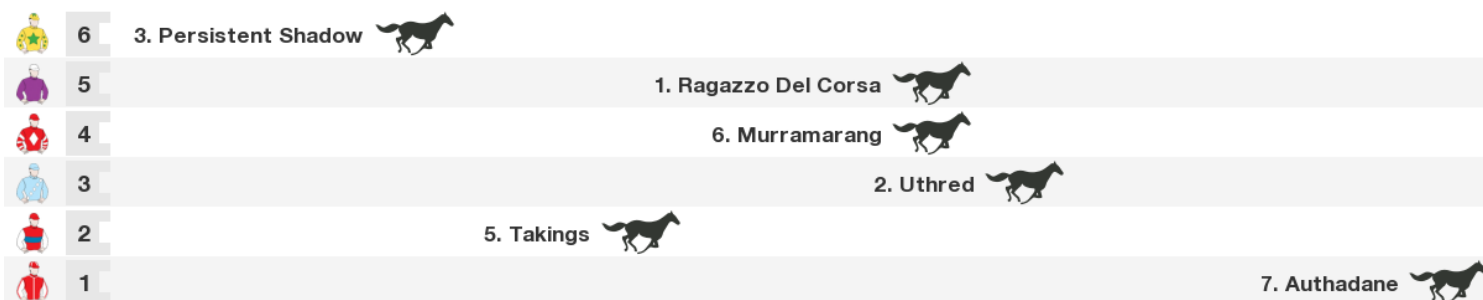 6 3. Persistent Shadow
5 1. Ragazzo Del Corsa
4 6. Murramarang
3 2. Uthred
2 5. Takings
1 7. Authadane